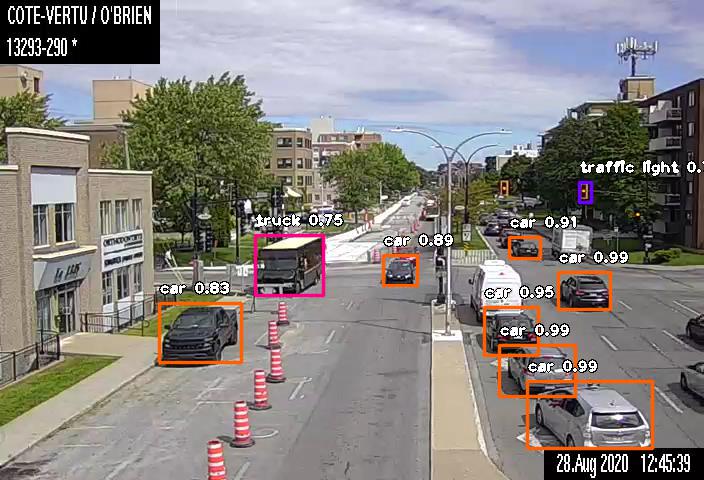 COTE-VERTU / O'BRIEN
13293-290 *
traffic light 0.
truck 0.75
car 0.91
car 0.89
car 0.99
car 0.83
car 0.95
car 0.99
car 0.99
28.Aug 2020 12:45:39